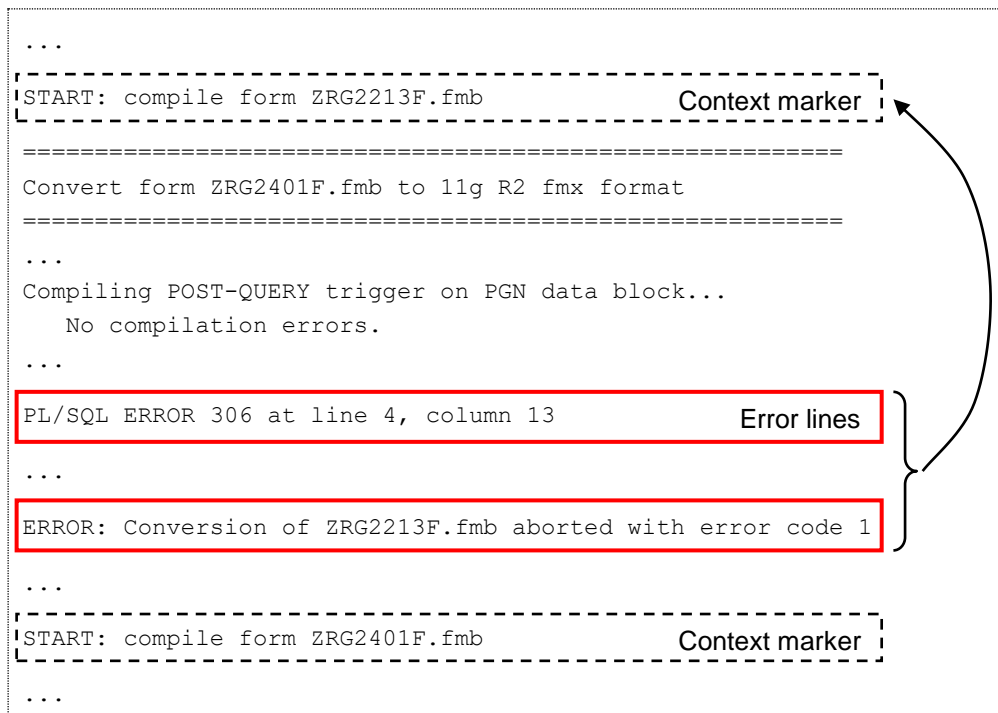 ...
START: compile form ZRG2213F.fmb Context marker
=========================================================
Convert form ZRG2401F.fmb to 11g R2 fmx format
=========================================================
...
Compiling POST-QUERY trigger on PGN data block...
No compilation errors.
...
PL/SQL ERROR 306 at line 4, column 13 Error lines
...
ERROR: Conversion of ZRG2213F.fmb aborted with error code 1
...
START: compile form ZRG2401F.fmb Context marker
...